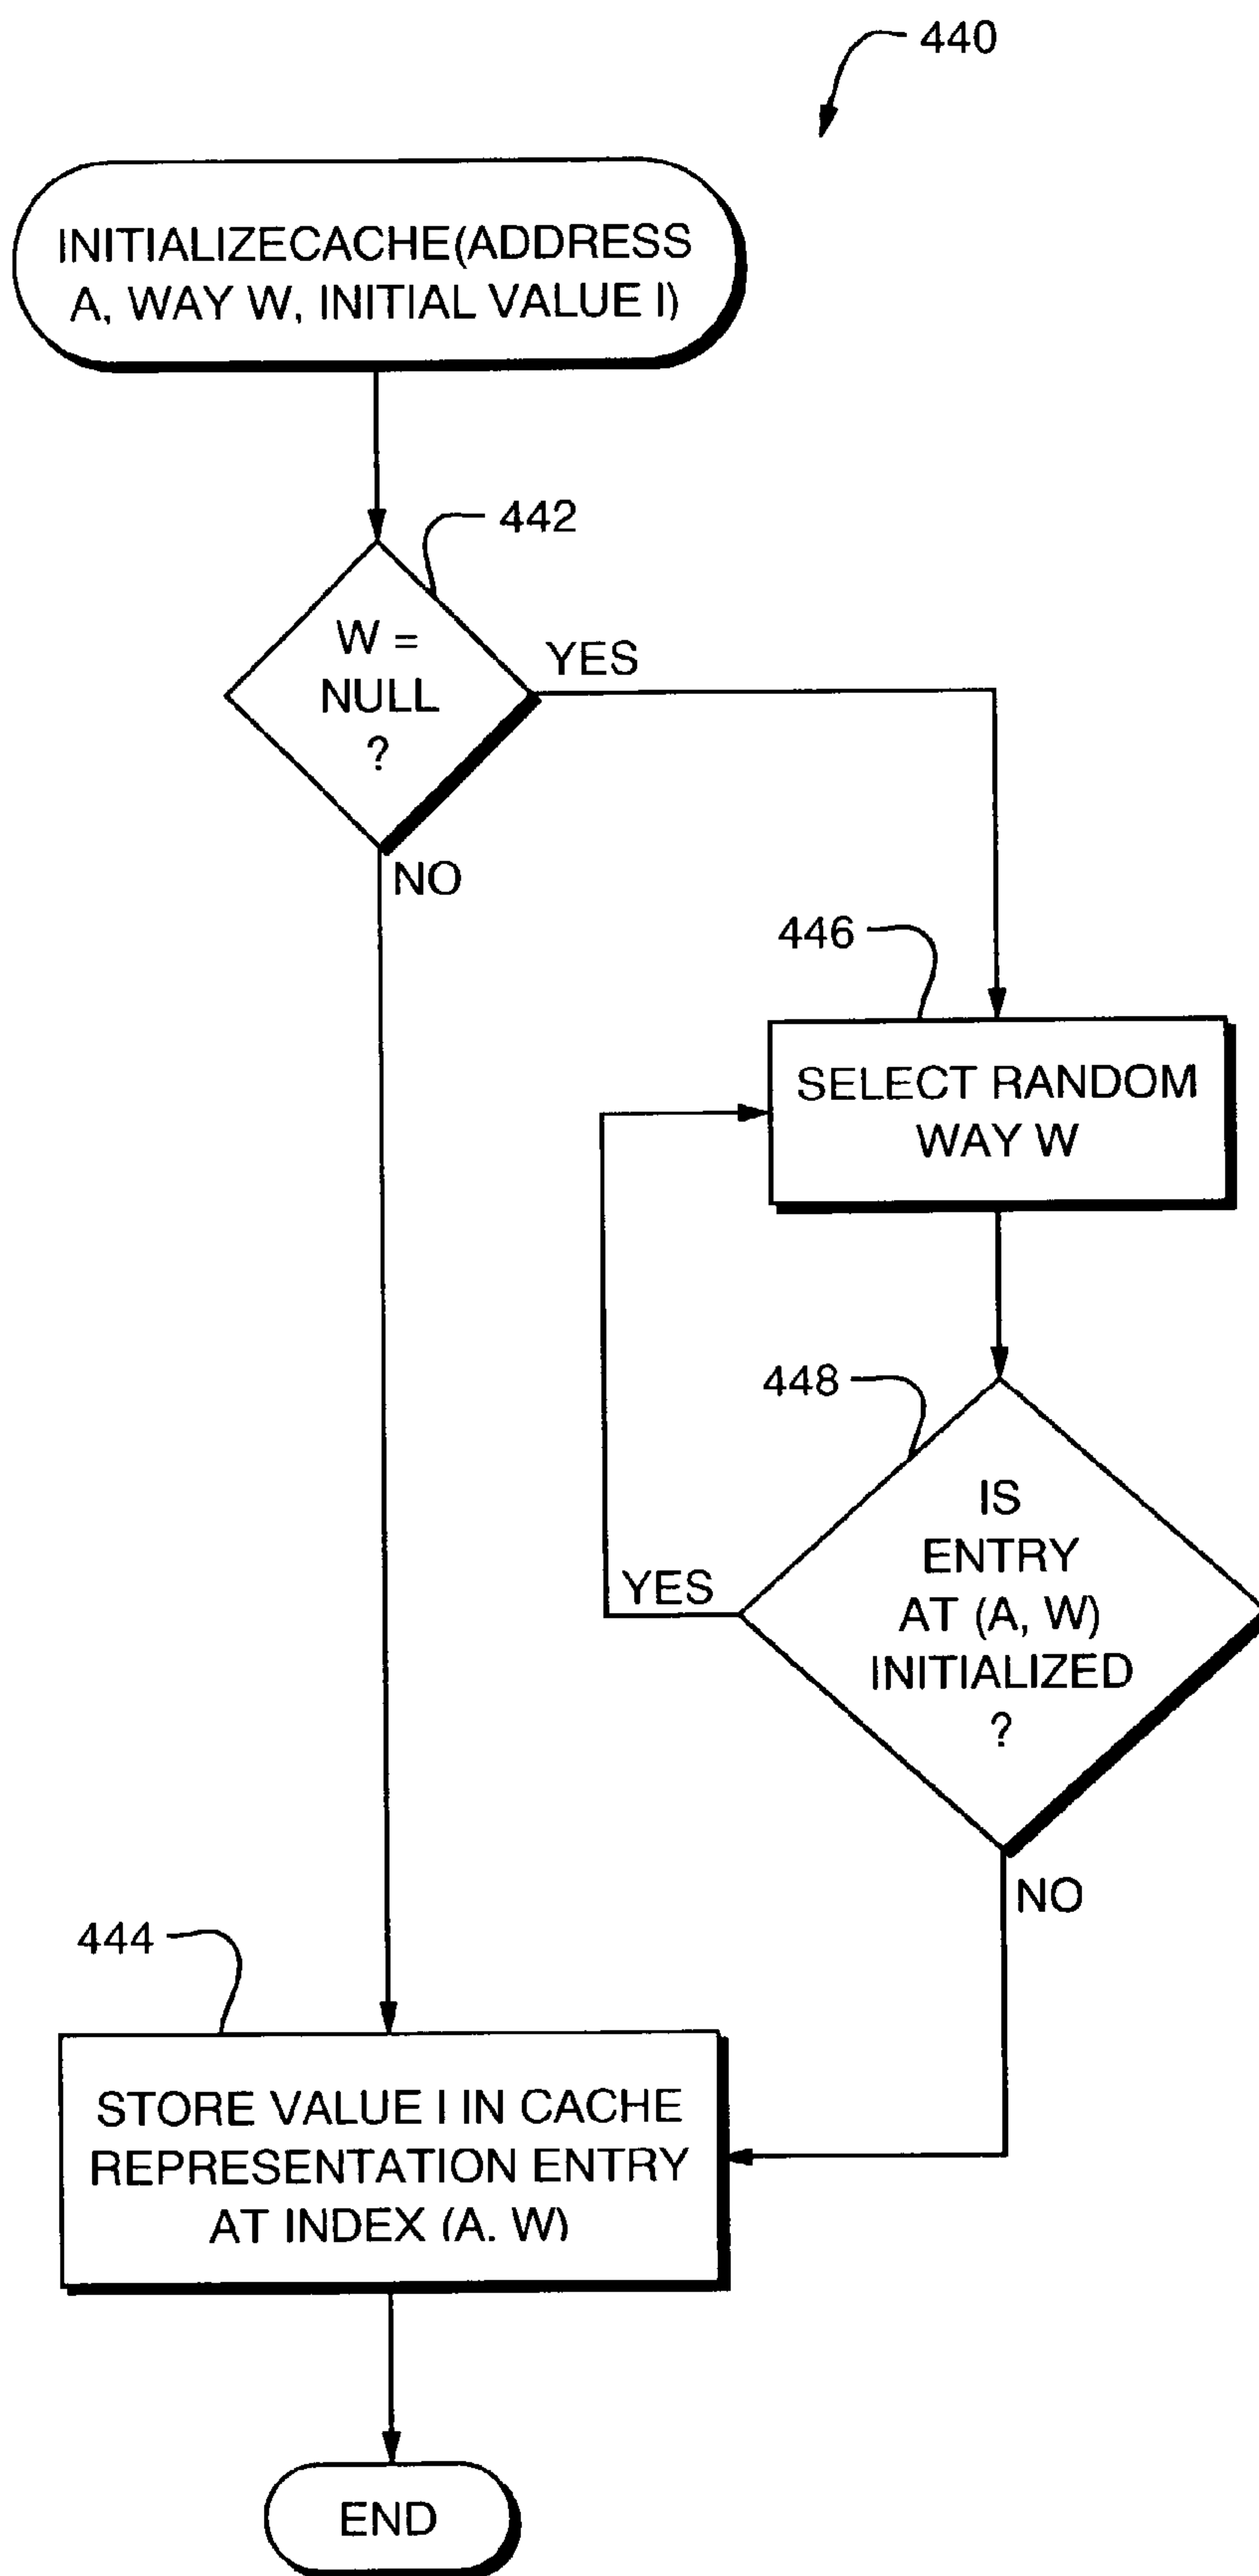 440
INITIALIZECACHE(ADDRESS
A, WAY W, INITIAL VALUE I)
442
W =
NULL
?
YES
NO
446
SELECT RANDOM
WAY W
448
IS
ENTRY
AT (A, W)
INITIALIZED
?
YES
NO
444
STORE VALUE I IN CACHE
REPRESENTATION ENTRY
AT INDEX (A. W)
END